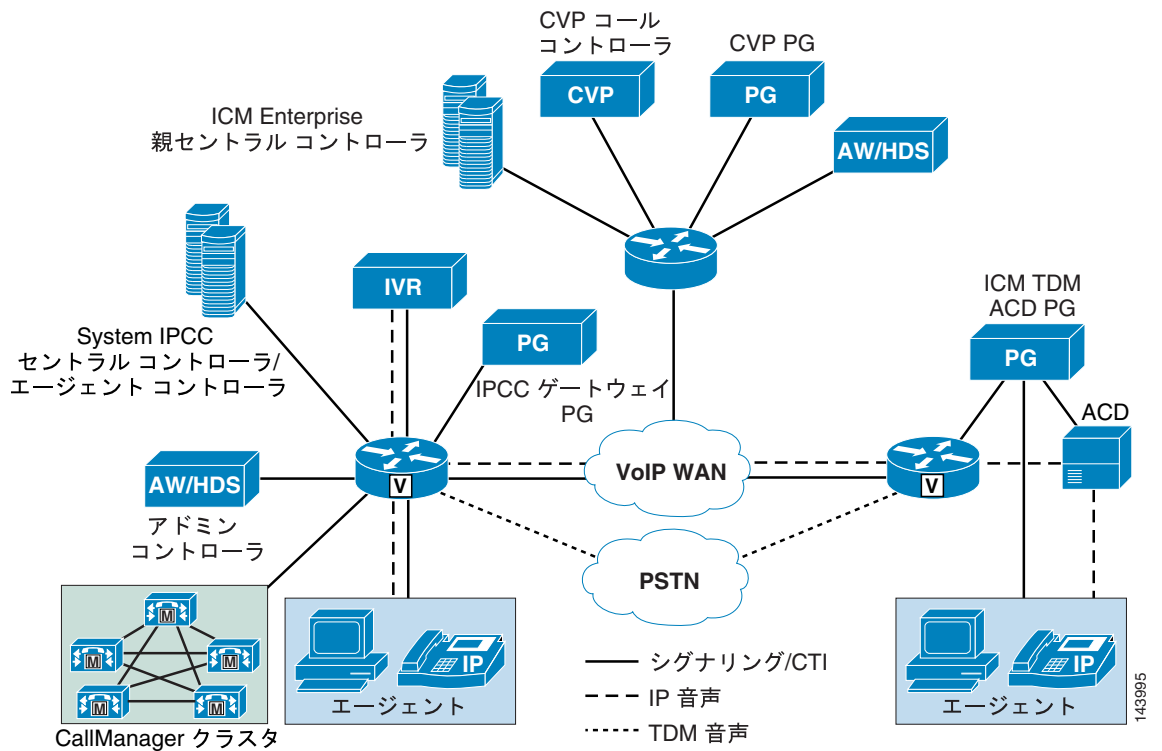 CVP コール
コントローラ
CVP PG
CVP
PG
ICM Enterprise
親セントラル コントローラ
AW/HDS
IVR
ICM TDM
ACD PG
System IPCC
セントラル コントローラ/
エージェント コントローラ
PG
PG
IPCC ゲートウェイ
PG
ACD
AW/HDS
V
VoIP WAN
V
アドミン
コントローラ
PSTN
M
M
M
M
M
IP
エージェント
CallManager クラスタ
シグナリング/CTI
IP 音声
TDM 音声
IP
エージェント
143995